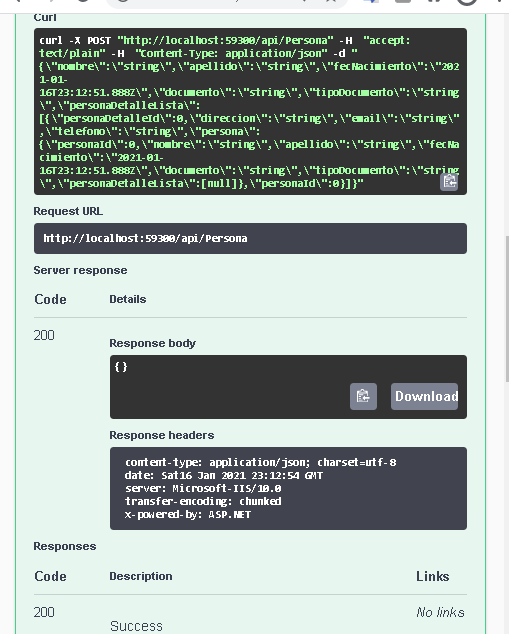 Curl
curl -X POST "http://localhost:59300/api/Persona" -H  "accept:
text/plain" -H  "Content-Type: application/json" -d "
{\"nombre\":\"string\",\"apellido\":\"string\",\"fecNacimiento\":\"202
1-01-
16T23:12:51.888Z\",\"documento\":\"string\",\"tipoDocumento\":\"string
\",\"personaDetalleLista\":
[{\"personaDetalleId\":0,\"direccion\":\"string\",\"email\":\"string\"
,\"telefono\":\"string\",\"persona\":
{\"personaId\":0,\"nombre\":\"string\",\"apellido\":\"string\",\"fecNa
cimiento\":\"2021-01-
16T23:12:51.888Z\",\"documento\":\"string\",\"tipoDocumento\":\"string
\",\"personaDetalleLista\":[null]},\"personaId\":0}]}"
Request URL
http://localhost:59300/api/Persona
Server response
Code Details
200
Response body
{}
Download
Response headers
content-type: application/json; charset=utf-8
date: Sat16 Jan 2021 23:12:54 GMT
server: Microsoft-IIS/10.0
transfer-encoding: chunked
x-powered-by: ASP.NET
Responses
Code Description Links
200 No links
Success